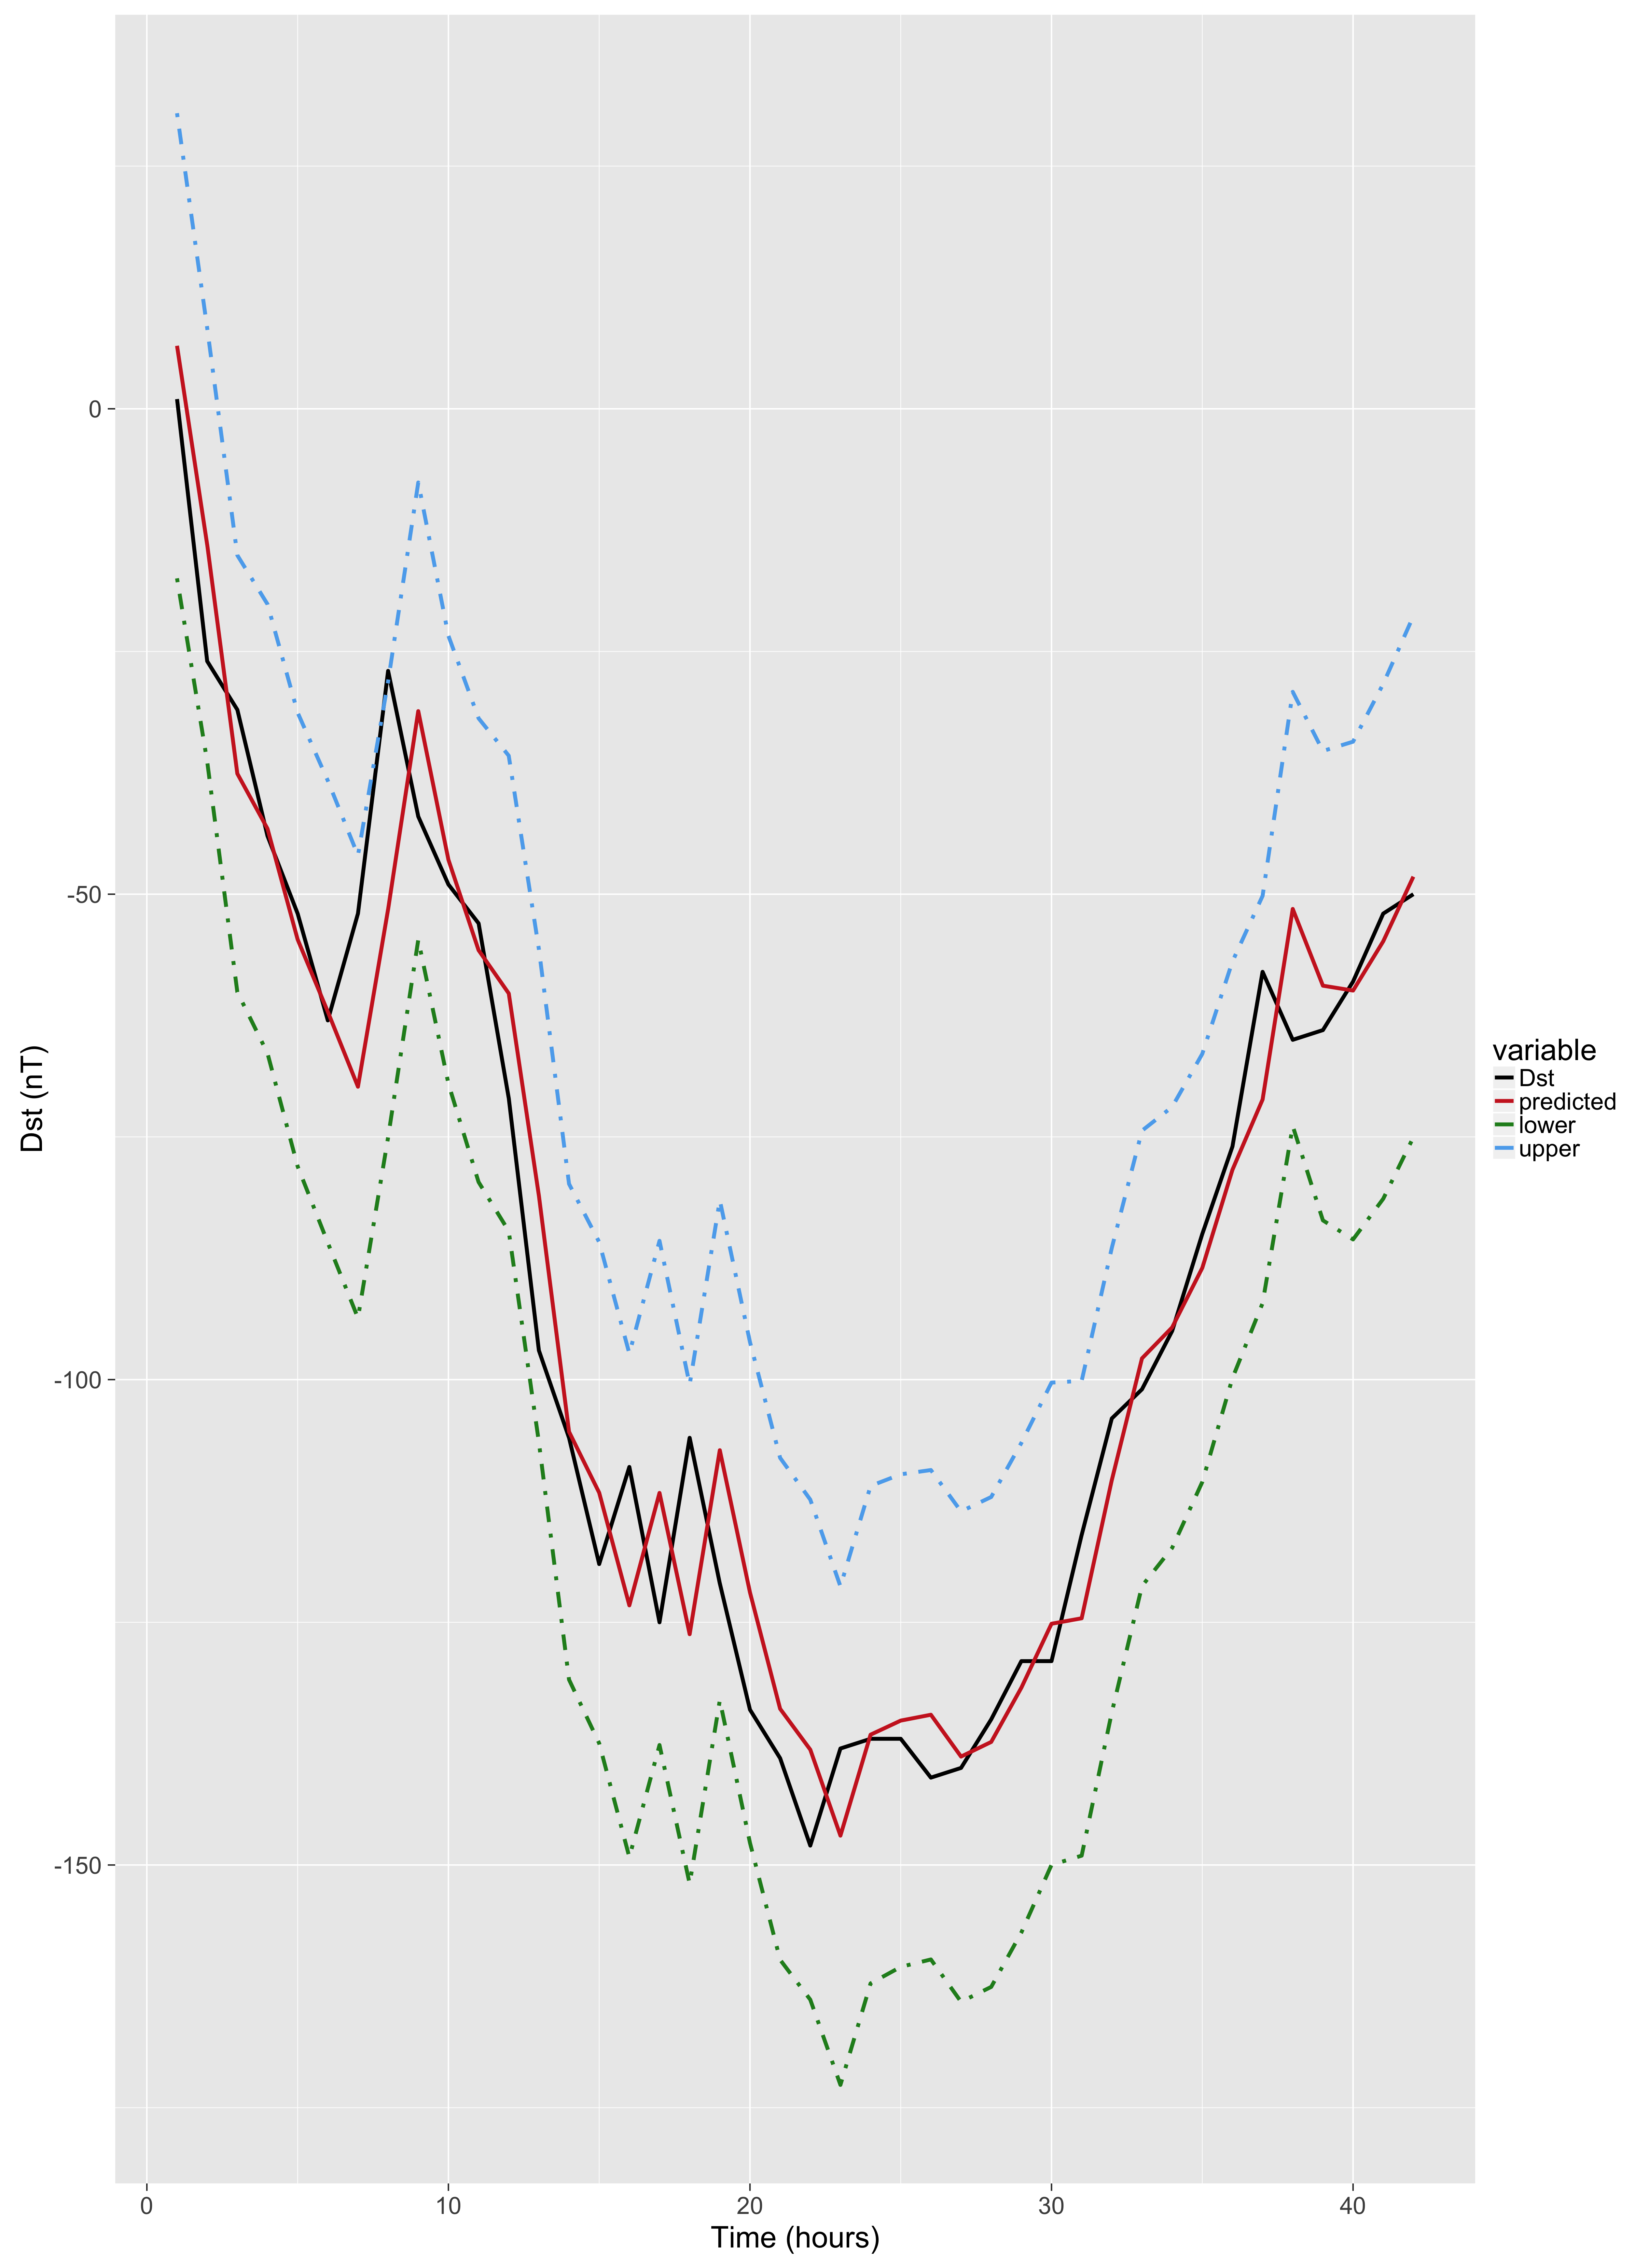 Dst (nT)
0
-50
-100
-150
0 10 20 30 40
Time (hours)
variable
Dst
predicted
lower
upper